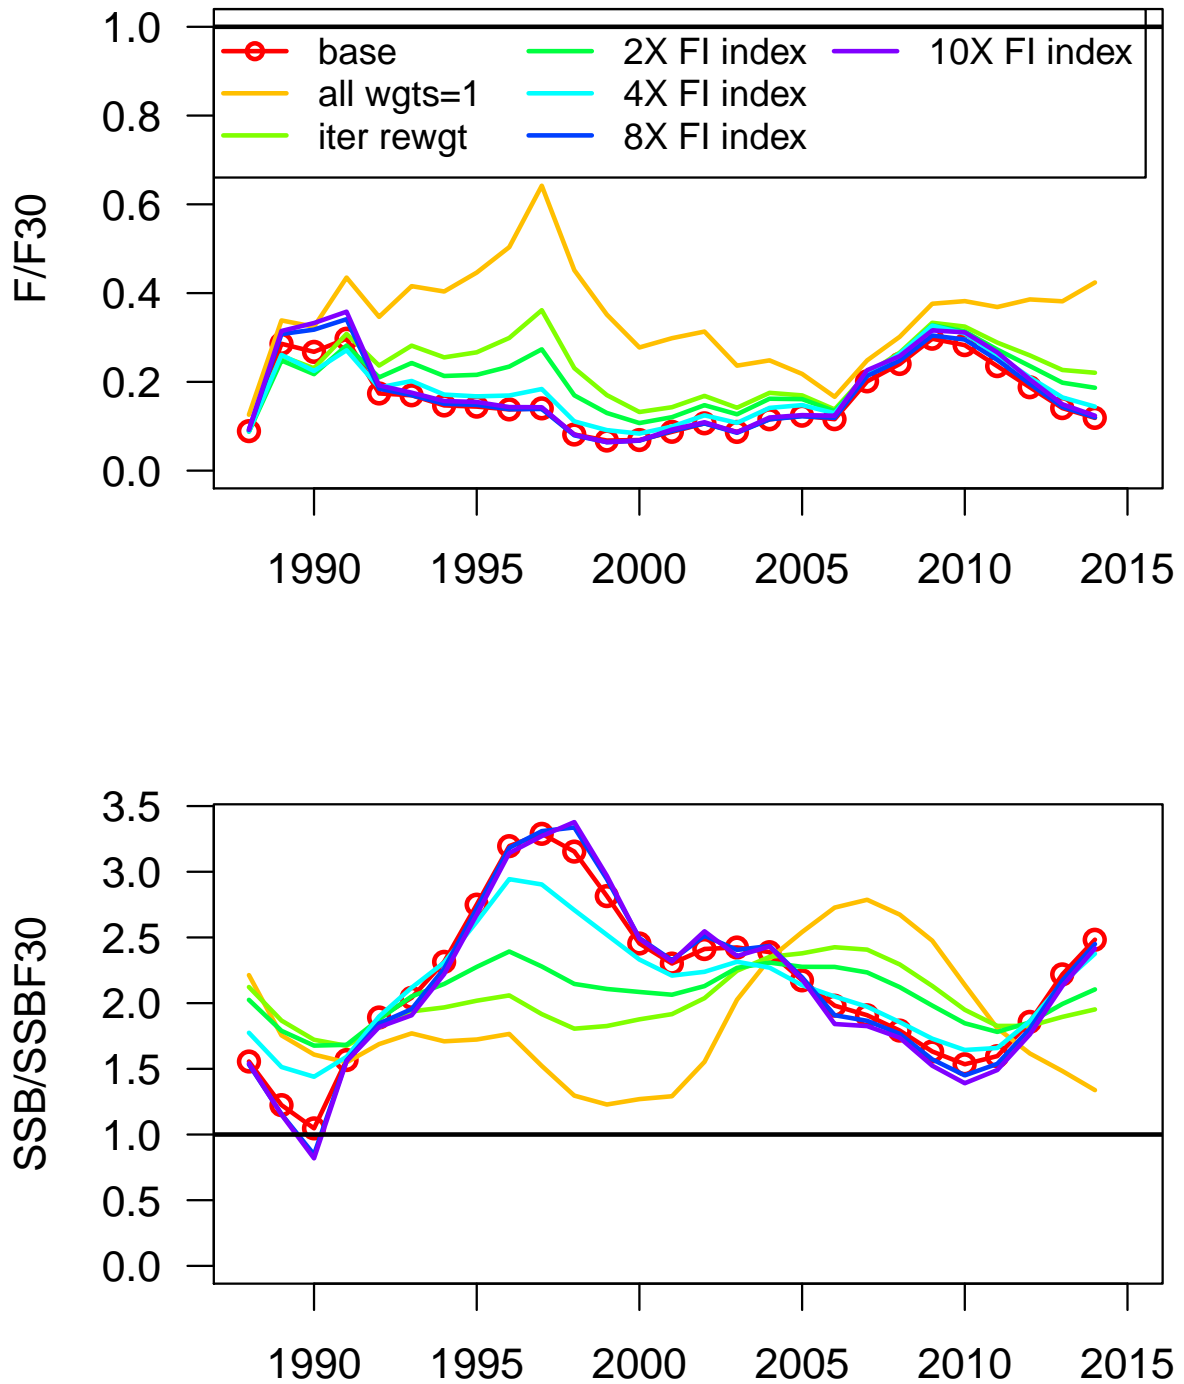 F/F30
1.0
0.8
0.6
0.4
0.2
0.0
base
all wgts=1
iter rewgt
2X FI index
4X FI index
8X FI index
10X FI index
1990 1995 2000 2005 2010 2015
SSB/SSBF30
3.5
3.0
2.5
2.0
1.5
1.0
0.5
0.0
1990 1995 2000 2005 2010 2015